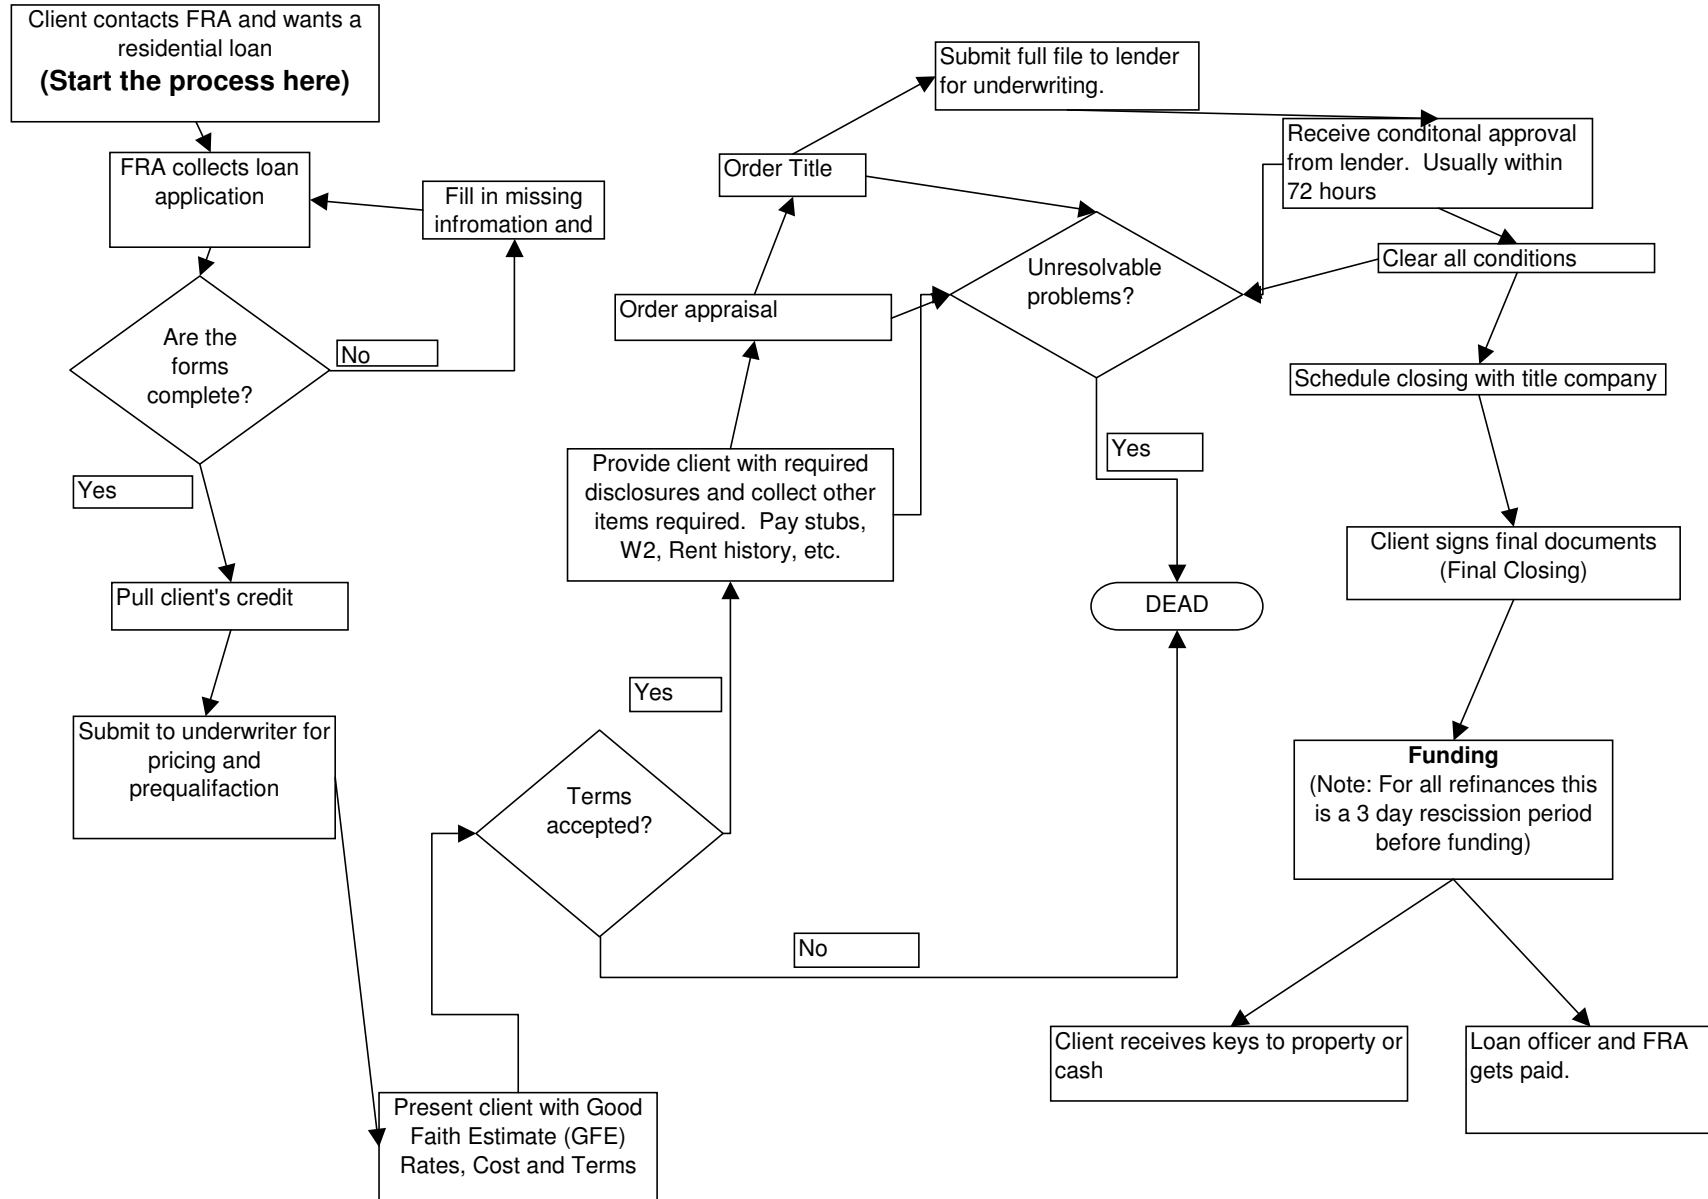 Client contacts FRA and wants a
residential loan
(Start the process here)
FRA collects loan
application
Fill in missing
infromation and
Are the
forms
complete?
No
Yes
Pull client's credit
Submit to underwriter for
pricing and
prequalifaction
Present client with Good
Faith Estimate (GFE)
Rates, Cost and Terms
Terms
accepted?
Yes
No
Provide client with required
disclosures and collect other
items required.  Pay stubs,
W2, Rent history, etc.
Order appraisal
Order Title
Submit full file to lender
for underwriting.
Unresolvable
problems?
Yes
DEAD
Receive conditonal approval
from lender.  Usually within
72 hours
Clear all conditions
Schedule closing with title company
Client signs final documents
(Final Closing)
Funding
(Note: For all refinances this
is a 3 day rescission period
before funding)
Client receives keys to property or
cash
Loan officer and FRA
gets paid.